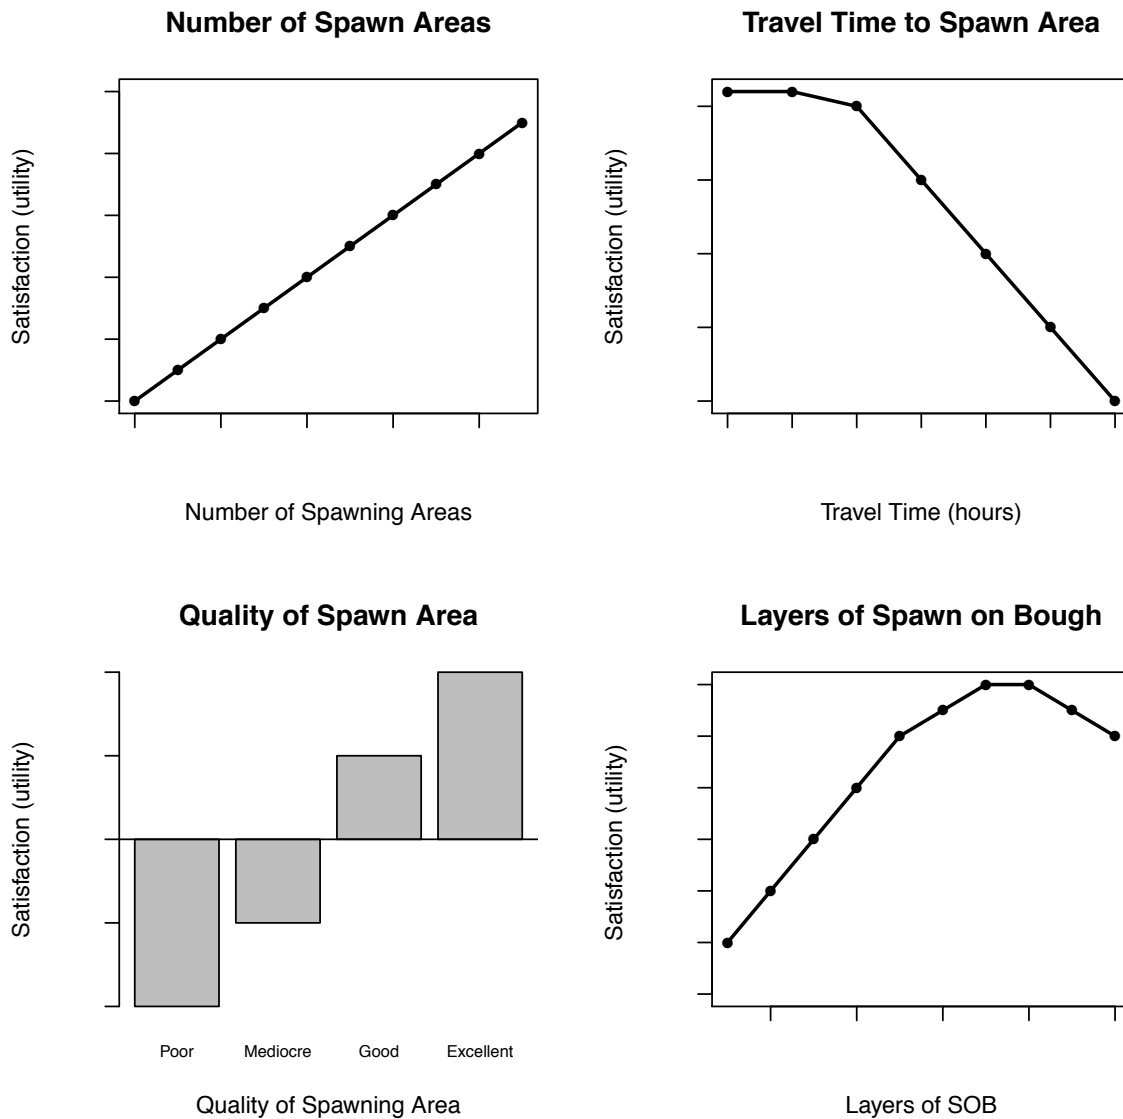 Number of Spawn Areas
Satisfaction (utility)
Number of Spawning Areas
Travel Time to Spawn Area
Satisfaction (utility)
Travel Time (hours)
Quality of Spawn Area
Satisfaction (utility)
Poor Mediocre Good Excellent
Quality of Spawning Area
Layers of Spawn on Bough
Satisfaction (utility)
Layers of SOB